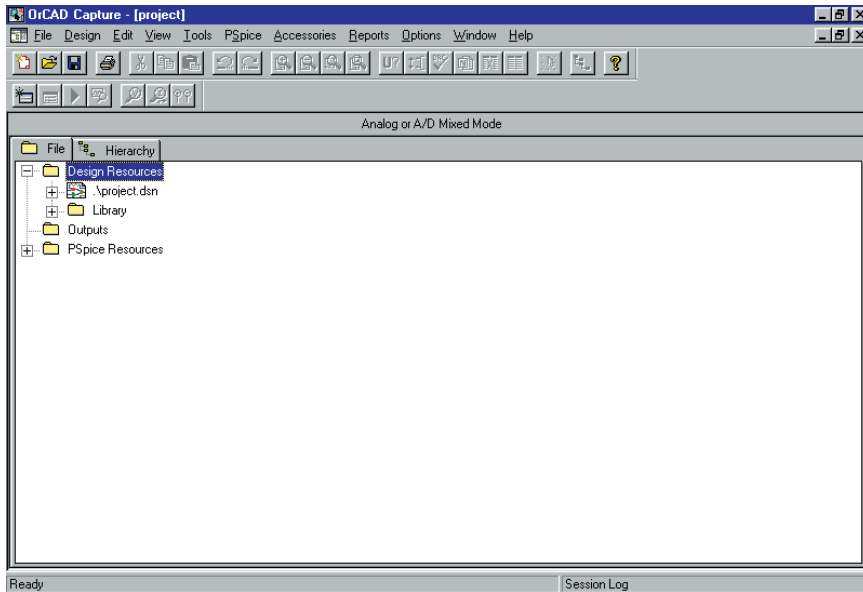 OrCAD Capture - [project]
File Design Edit View Tools PSpice Accessories Reports Options Window Help
U?
Analog or A/D Mixed Mode
File Hierarchy
Design Resources
.\project.dsn
Library
Outputs
PSpice Resources
Ready Session Log